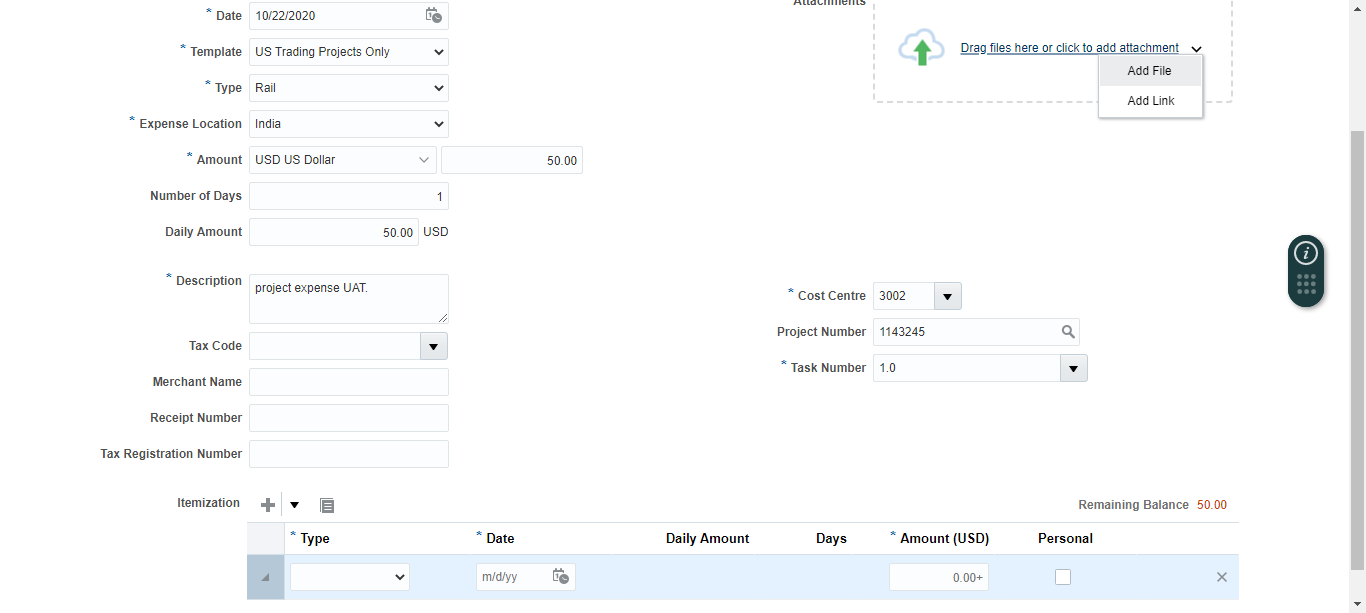 * Date 10/22/2020
* Template US Trading Projects Only
* Type Rail
* Expense Location India
* Amount USD US Dollar 50.00
Number of Days 1
Daily Amount 50.00 USD
* Description project expense UAT.
Tax Code
Merchant Name
Receipt Number
Tax Registration Number
Attachments
Drag files here or click to add attachment
Add File
Add Link
* Cost Centre 3002
Project Number 1143245
* Task Number 1.0
Itemization
Remaining Balance 50.00
* Type * Date Daily Amount Days * Amount (USD) Personal
m/d/yy 0.00+